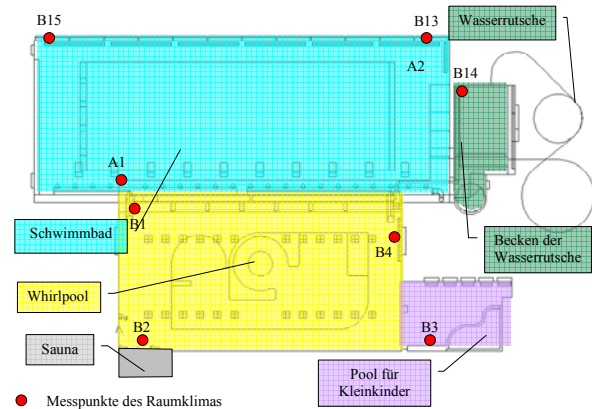 B15
B13
Wasserrutsche
A2
B14
A1
B1
Schwimmbad
B4
Becken der
Wasserrutsche
Whirlpool
B2
B3
Sauna
Pool für
Kleinkinder
Messpunkte des Raumklimas